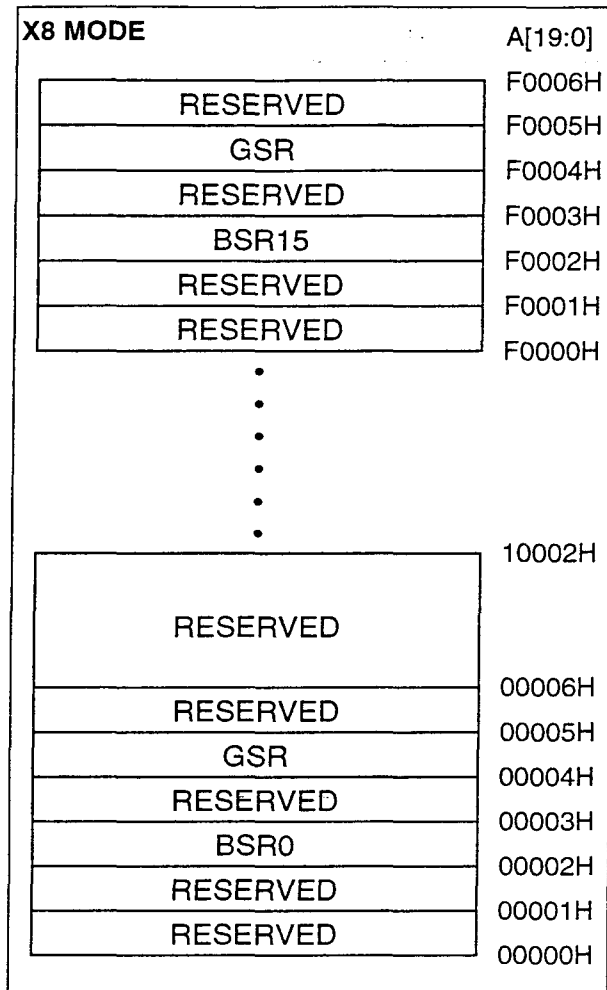 X8 MODE
A[19:0]
F0006H
RESERVED
F0005H
GSR
F0004H
RESERVED
F0003H
BSR15
F0002H
RESERVED
F0001H
RESERVED
F0000H
10002H
RESERVED
00006H
RESERVED
00005H
GSR
00004H
RESERVED
00003H
BSR0
00002H
RESERVED
00001H
RESERVED
00000H